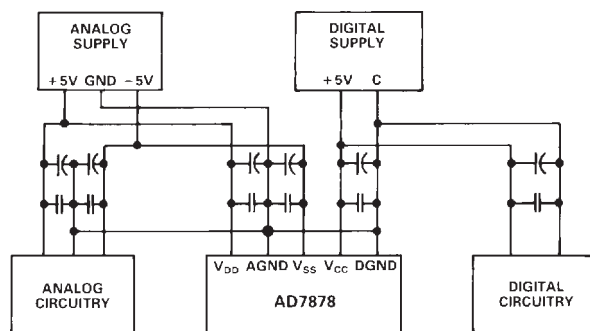 ANALOG
SUPPLY
+5V GND −5V
DIGITAL
SUPPLY
+5V C
ANALOG
CIRCUITRY
VDD AGND VSS VCC DGND
AD7878
DIGITAL
CIRCUITRY